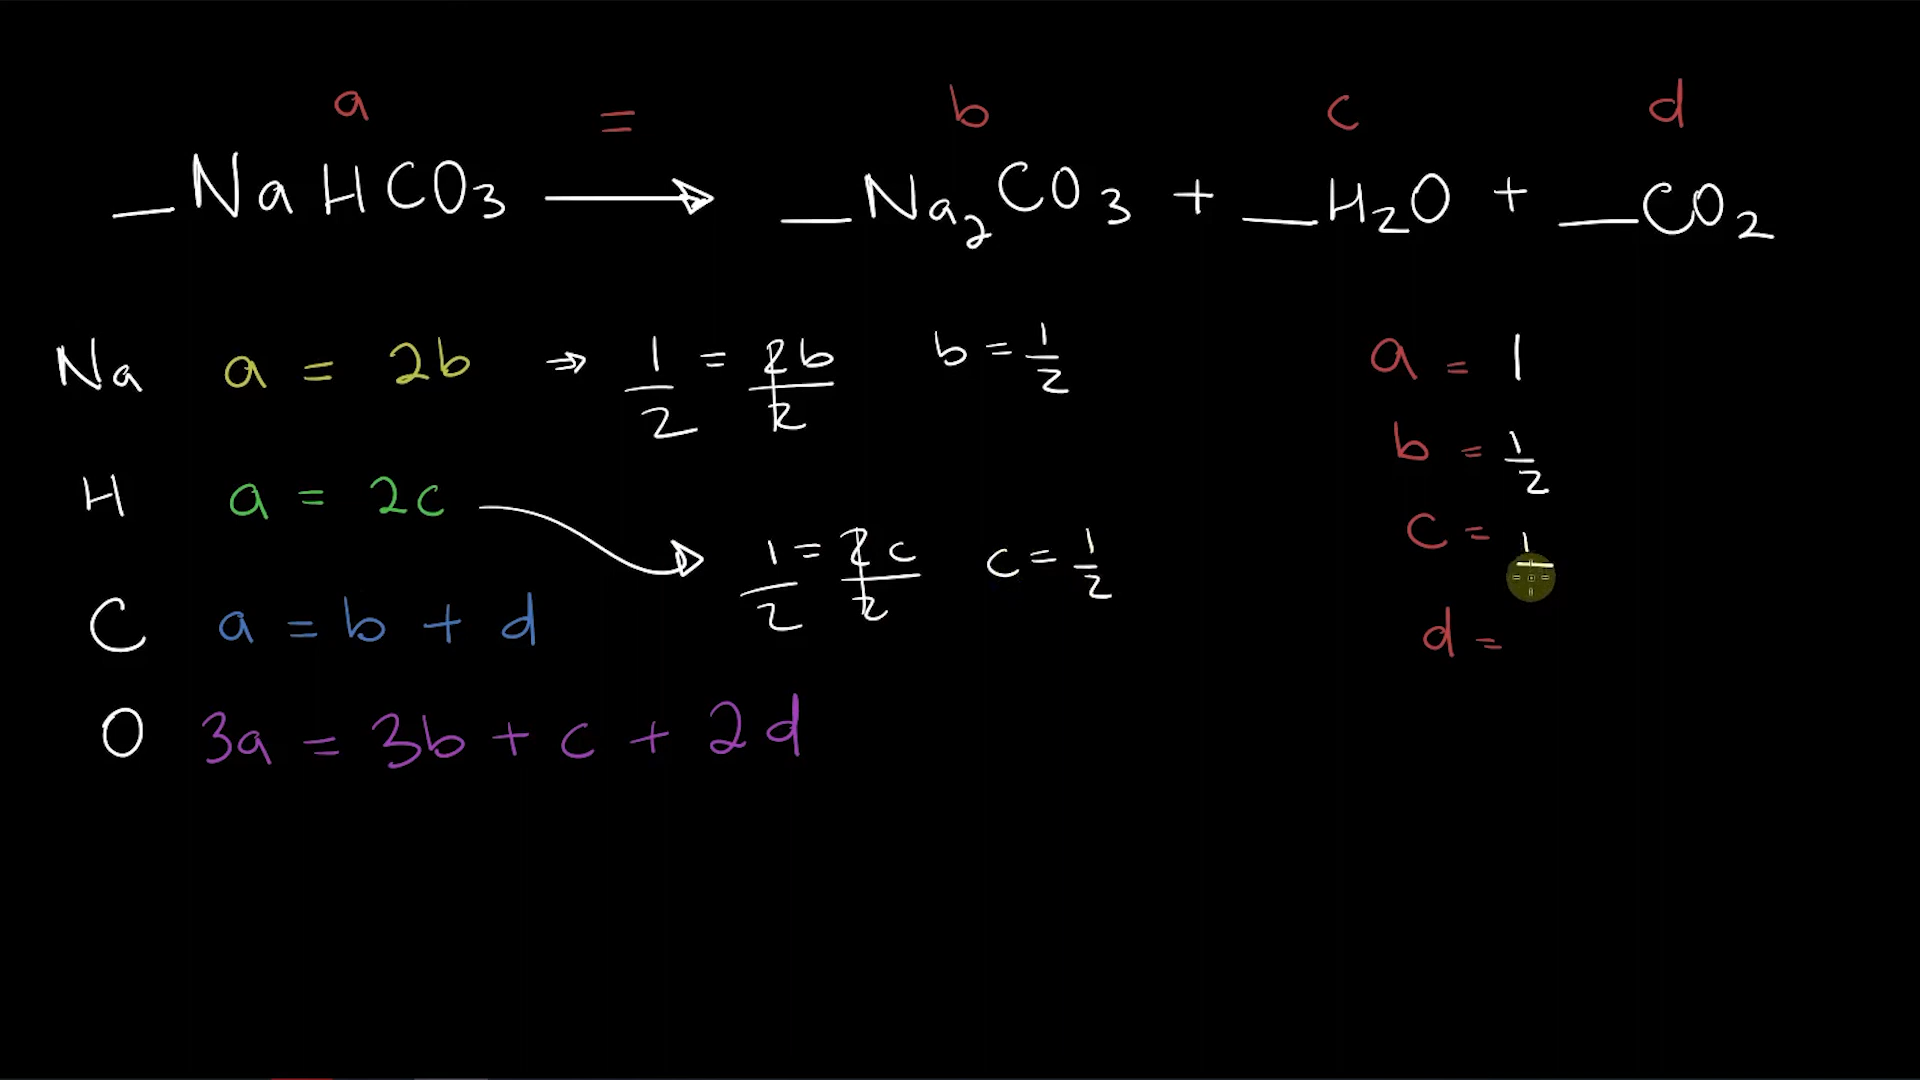 a = b c d
_NaHCO₃ → _Na₂CO₃ + _H₂O + _CO₂
Na a = 2b → 1/2 = 2b/2 b = 1/2
a = 1
b = 1/2
H a = 2c → 1/2 = 2c/2 c = 1/2
c = 1
C a = b + d
d =
O 3a = 3b + c + 2d